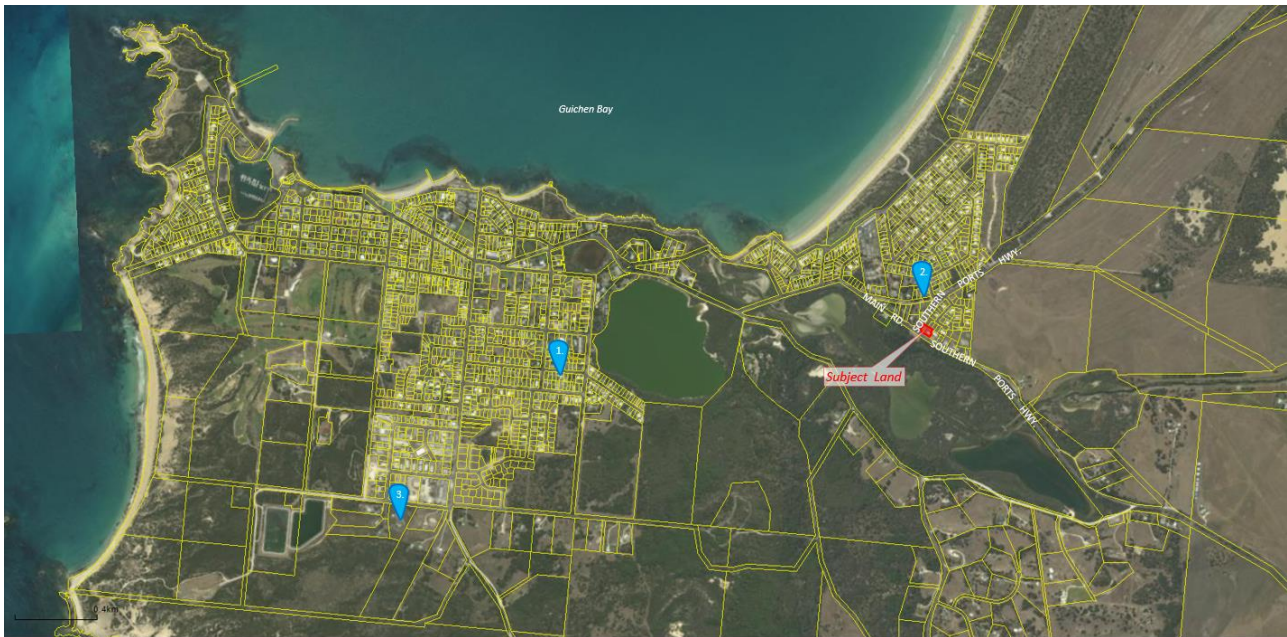 Guichen Bay
2.
SOUTHERN PORTS HWY.
MAIN RD
SOUTHERN PORTS HWY
1.
Subject Land
3.
0.4km